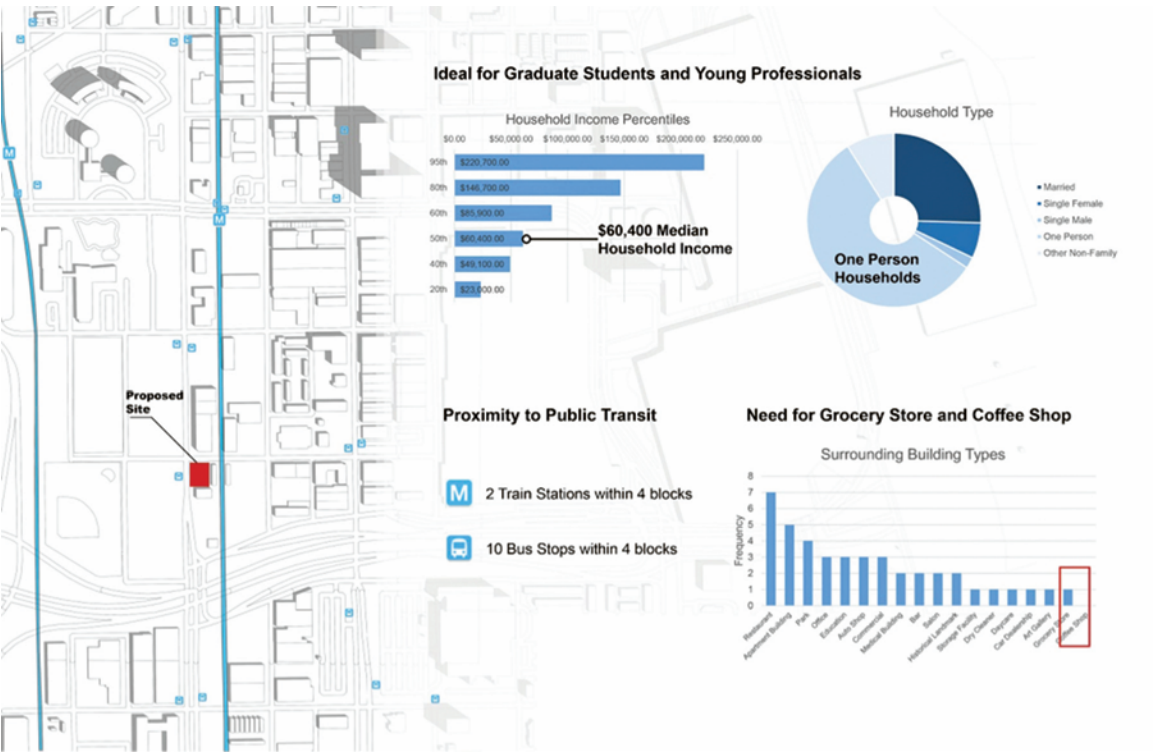 Ideal for Graduate Students and Young Professionals
Household Income Percentiles
$0.00 $50,000.00 $100,000.00 $150,000.00 $200,000.00 $250,000.00
95th $220,700.00
80th $146,700.00
60th $85,900.00
50th $60,400.00
40th $49,100.00
20th $23,000.00
$60,400 Median
Household Income
Household Type
Married
Single Female
Single Male
One Person
Other Non-Family
One Person
Households
M
M
Proposed
Site
Proximity to Public Transit
M 2 Train Stations within 4 blocks
10 Bus Stops within 4 blocks
Need for Grocery Store and Coffee Shop
Surrounding Building Types
Frequency
8
7
6
5
4
3
2
1
0
Restaurant
Apartment Building
Park
Office
Education
Auto Shop
Commercial
Medical Building
Bar
Salon
Historical Landmark
Storage Facility
Dry Cleaner
Daycare
Car Dealership
Art Gallery
Grocery Store
Coffee Shop